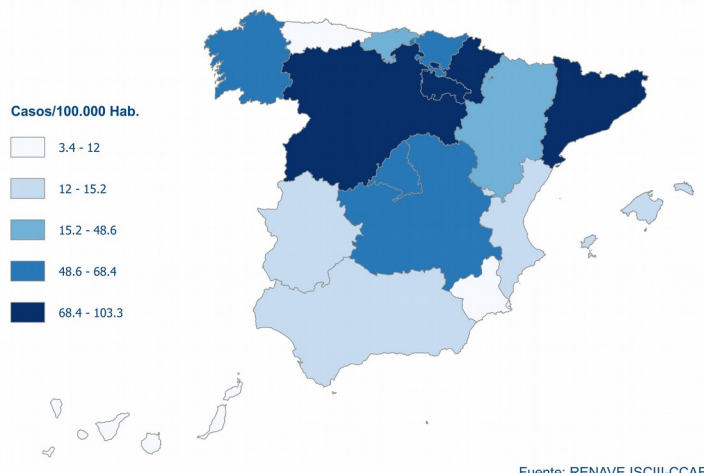 Casos/100.000 Hab.
3.4 - 12
12 - 15.2
15.2 - 48.6
48.6 - 68.4
68.4 - 103.3
Fuente: RENAVE ISCIII-CCAE